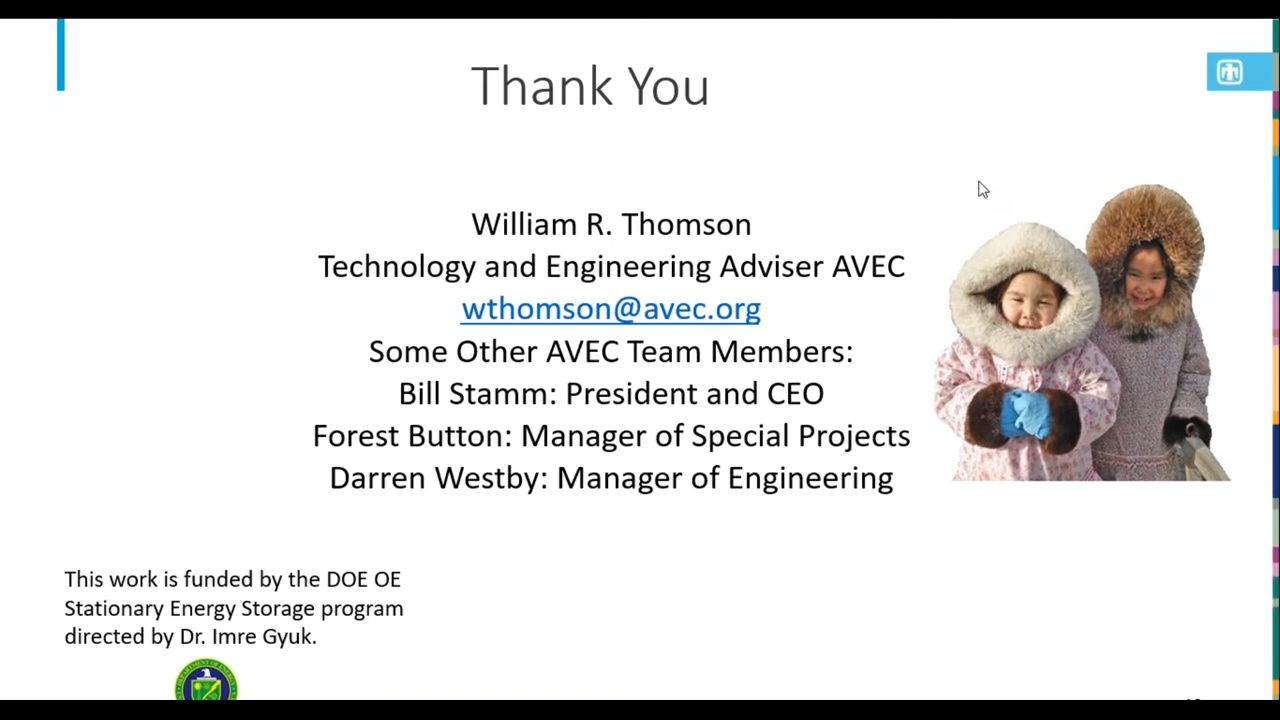 Thank You
William R. Thomson
Technology and Engineering Adviser AVEC
wthomson@avec.org
Some Other AVEC Team Members:
Bill Stamm: President and CEO
Forest Button: Manager of Special Projects
Darren Westby: Manager of Engineering
This work is funded by the DOE OE
Stationary Energy Storage program
directed by Dr. Imre Gyuk.